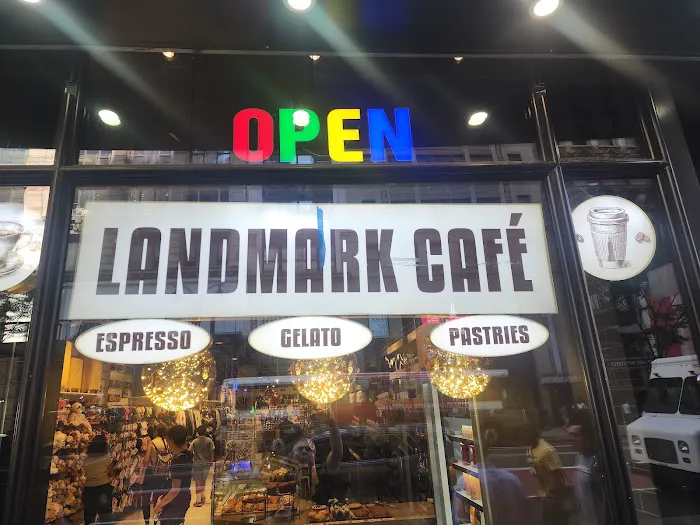 OPEN
LANDMARK CAFÉ
ESPRESSO
GELATO
PASTRIES